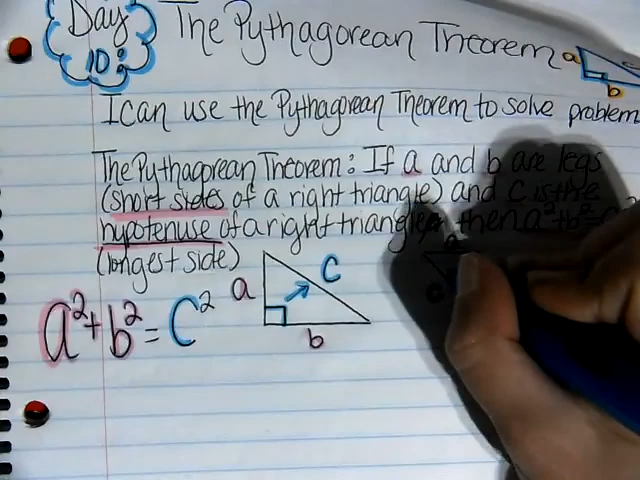 Day The Pythagorean Theorem a
10: b
I can use the Pythagorean Theorem to solve problem
The Pythagorean Theorem: If a and b are legs
(short sides of a right triangle) and c is the
hypotenuse of a right triangle, then a²+b²=c²
(longest side)
a c
a²+b²=c²
b